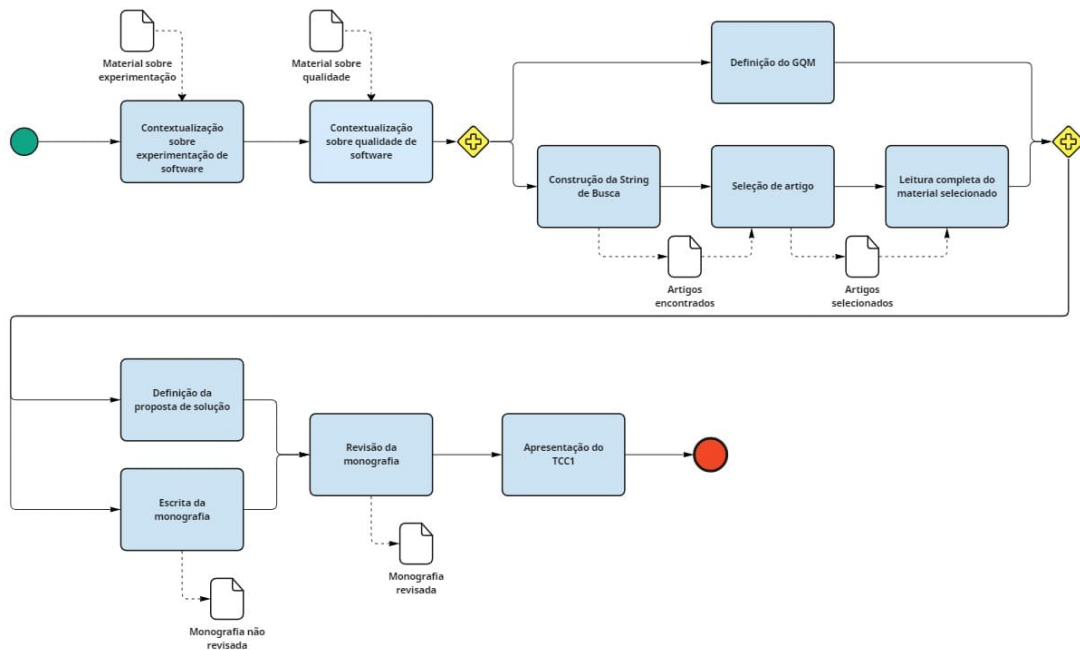 Material sobre
experimentação
Material sobre
qualidade
Contextualização
sobre
experimentação de
software
Contextualização
sobre qualidade de
software
Definição do GQM
Construção da String
de Busca
Seleção de artigo
Leitura completa do
material selecionado
Artigos
encontrados
Artigos
selecionados
Definição da
proposta de solução
Escrita da
monografia
Revisão da
monografia
Apresentação do
TCC1
Monografia
revisada
Monografia não
revisada